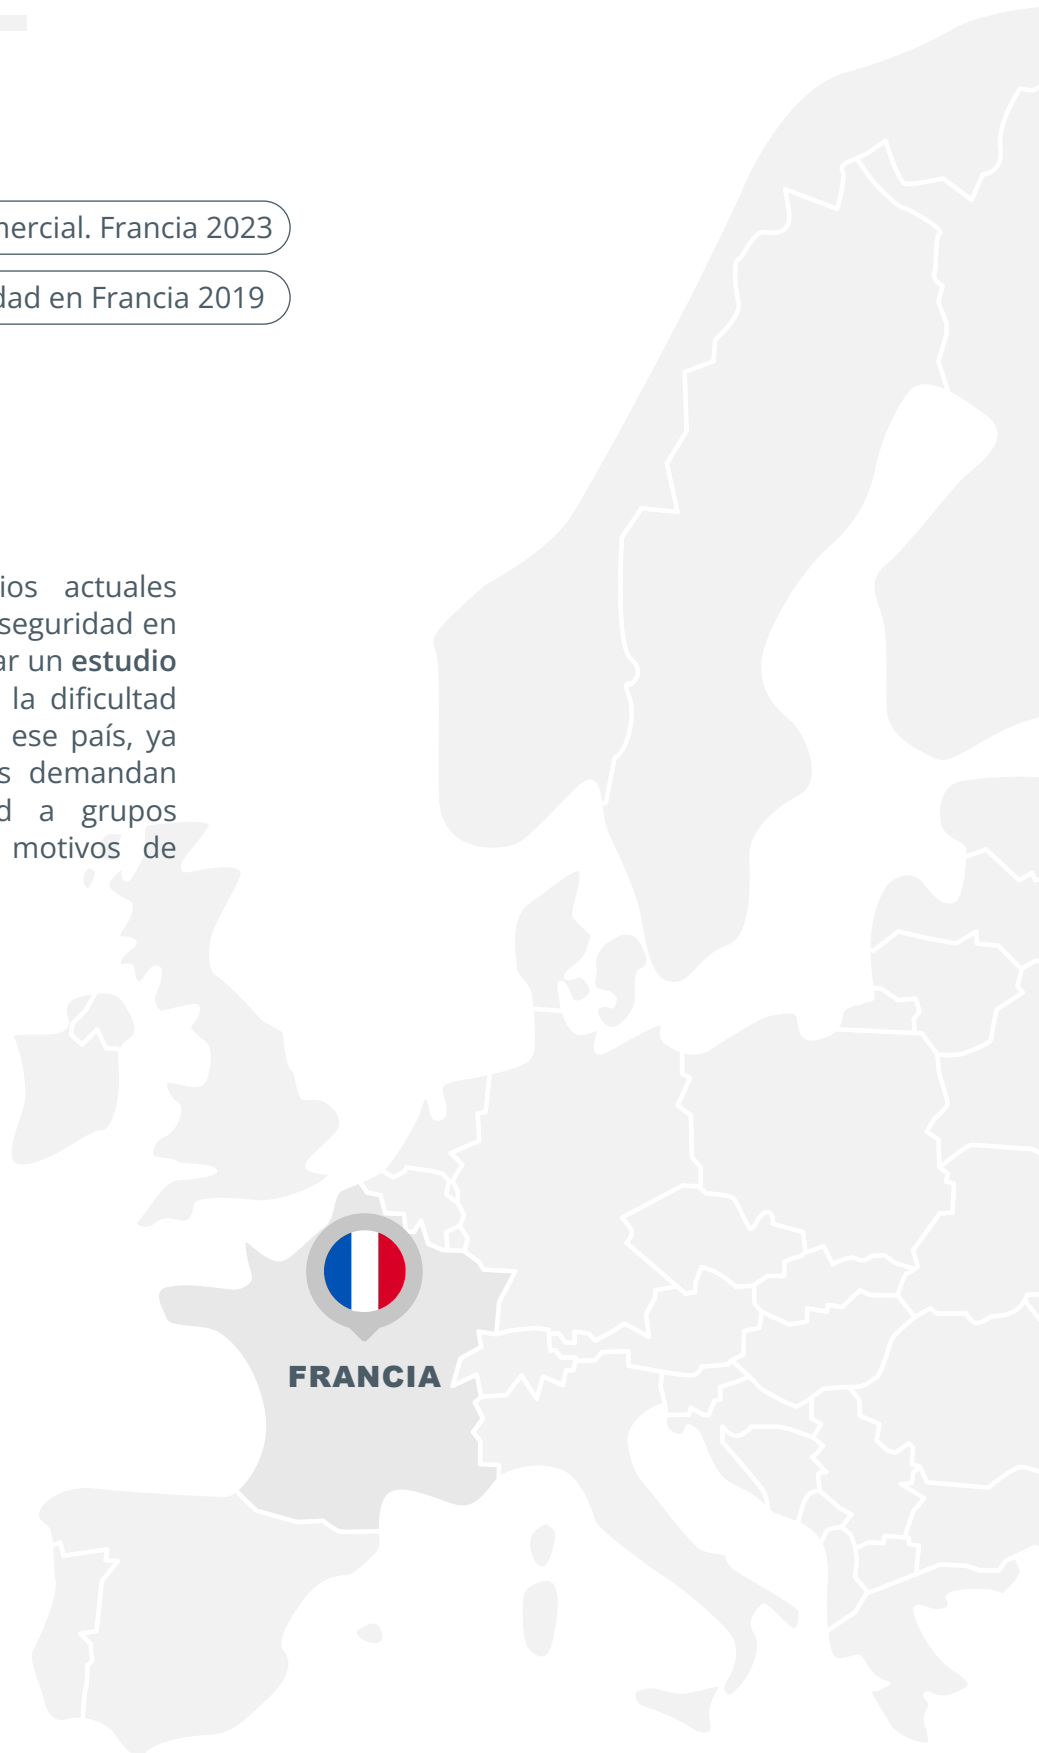 mercial. Francia 2023
dad en Francia 2019
ios actuales
seguridad en
ar un estudio
la dificultad
ese país, ya
s demandan
d a grupos
motivos de
FRANCIA